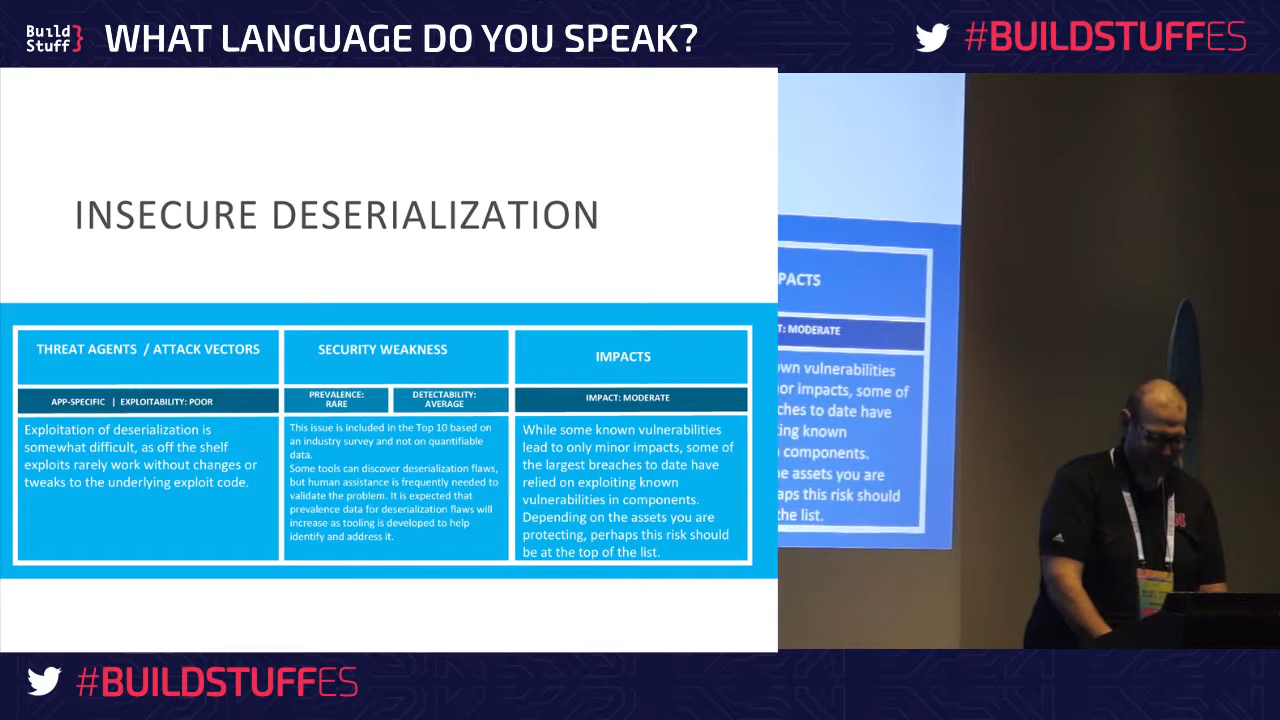 Build
Stuff}
WHAT LANGUAGE DO YOU SPEAK?
#BUILDSTUFFES
INSECURE DESERIALIZATION
THREAT AGENTS / ATTACK VECTORS
SECURITY WEAKNESS
IMPACTS
APP-SPECIFIC | EXPLOITABILITY: POOR
PREVALENCE:
RARE
DETECTABILITY:
AVERAGE
IMPACT: MODERATE
Exploitation of deserialization is
somewhat difficult, as off the shelf
exploits rarely work without changes or
tweaks to the underlying exploit code.
This issue is included in the Top 10 based on
an industry survey and not on quantifiable
data.
Some tools can discover deserialization flaws,
but human assistance is frequently needed to
validate the problem. It is expected that
prevalence data for deserialization flaws will
increase as tooling is developed to help
identify and address it.
While some known vulnerabilities
lead to only minor impacts, some of
the largest breaches to date have
relied on exploiting known
vulnerabilities in components.
Depending on the assets you are
protecting, perhaps this risk should
be at the top of the list.
PACTS
T: MODERATE
wn vulnerabilities
or impacts, some of
ches to date have
ing known
components.
e assets you are
aps this risk should
the list.
N
#BUILDSTUFFES